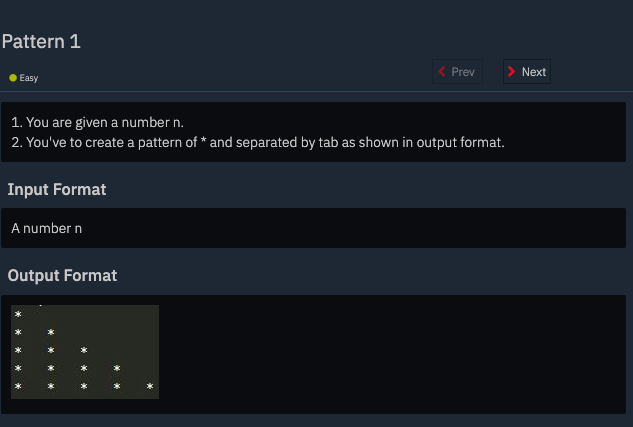 Pattern 1
Easy
Prev
Next
1. You are given a number n.
2. You've to create a pattern of * and separated by tab as shown in output format.
Input Format
A number n
Output Format
*
* *
* * *
* * * *
* * * * *